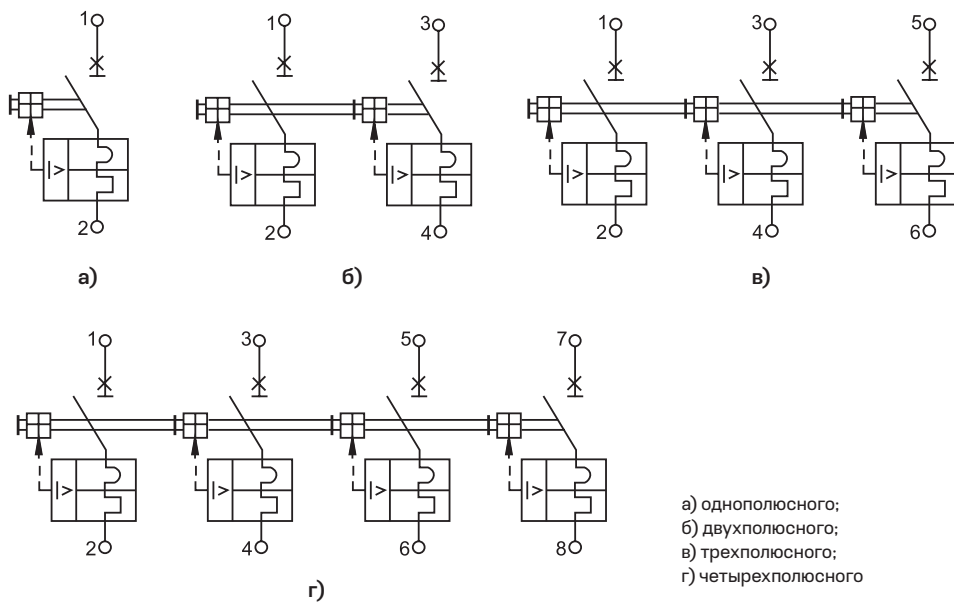 1
2
а)
1
3
2
4
б)
1
3
5
I>
I>
I>
2
4
6
в)
1
3
5
7
I>
I>
I>
I>
2
4
6
8
г)
а) однополюсного;
б) двухполюсного;
в) трехполюсного;
г) четырехполюсного